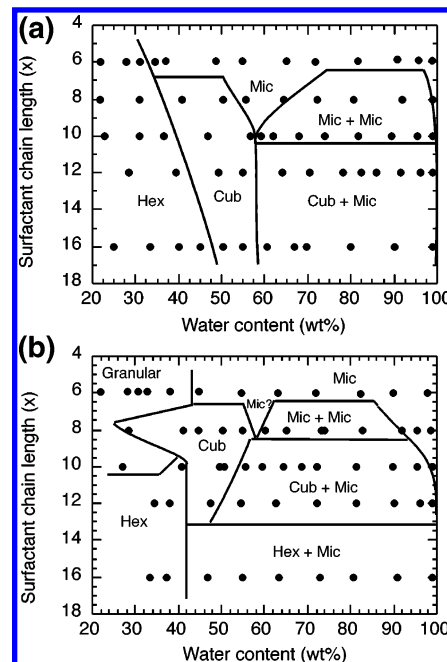 (a)
Surfactant chain length (x)
4
6
8
10
12
14
16
18
Mic
Mic + Mic
Hex
Cub
Cub + Mic
20 30 40 50 60 70 80 90 100
Water content (wt%)
(b)
Surfactant chain length (x)
4
6
8
10
12
14
16
18
Granular
Mic?
Mic
Mic + Mic
Cub
Cub + Mic
Hex
Hex + Mic
20 30 40 50 60 70 80 90 100
Water content (wt%)